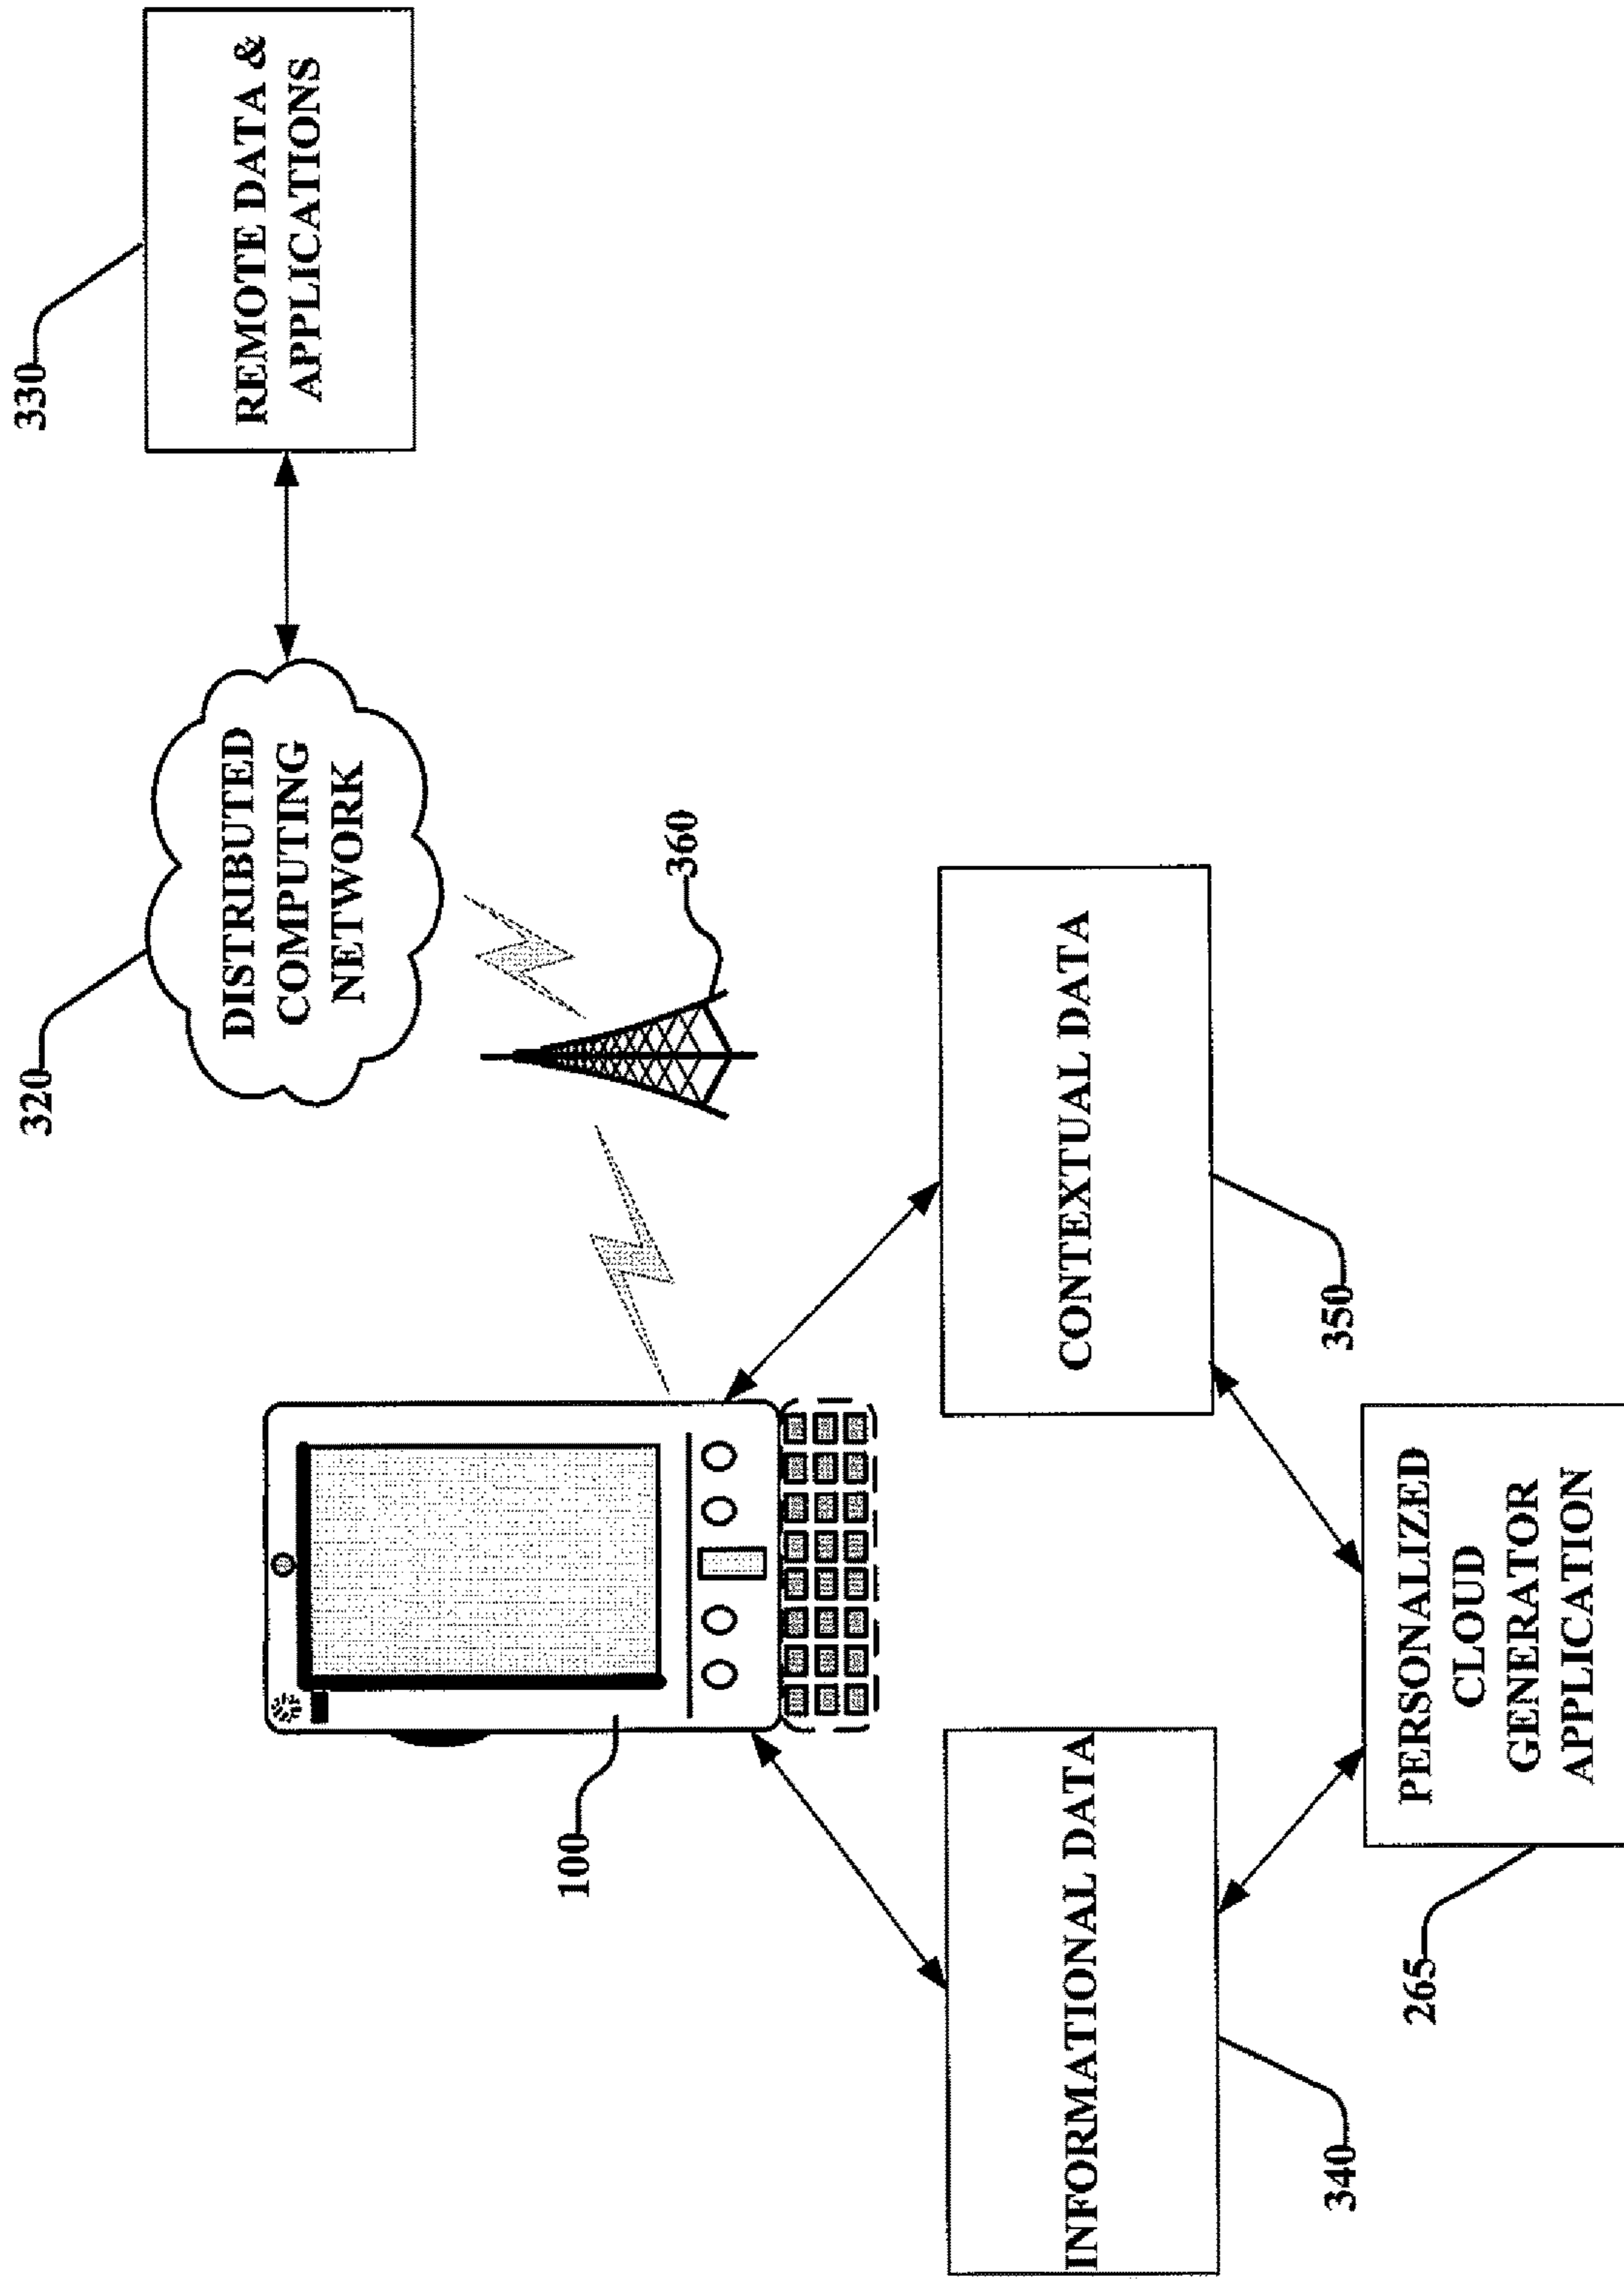 330
REMOTE DATA &
APPLICATIONS
320
DISTRIBUTED
COMPUTING
NETWORK
360
100
CONTEXTUAL DATA
350
INFORMATIONAL DATA
340
PERSONALIZED
CLOUD
GENERATOR
APPLICATION
265